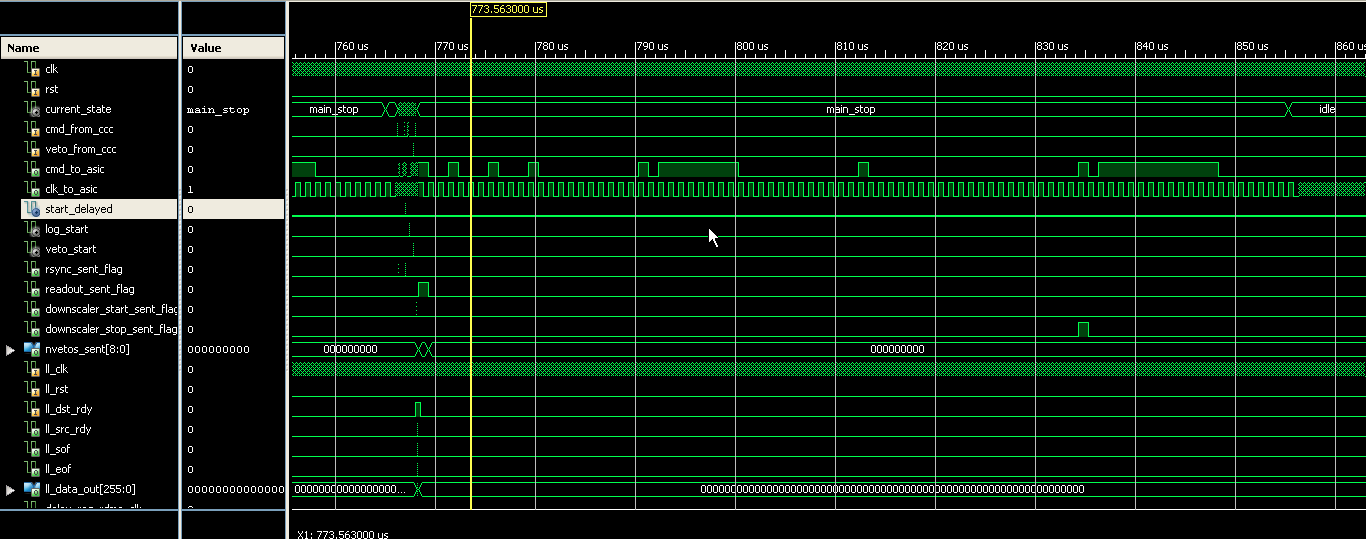 773.563000 us
Name Value
760 us 770 us 780 us 790 us 800 us 810 us 820 us 830 us 840 us 850 us 860 us
clk 0
rst 0
current_state main_stop main_stop main_stop idle
cmd_from_ccc 0
veto_from_ccc 0
cmd_to_asic 0
clk_to_asic 1
start_delayed 0
log_start 0
veto_start 0
rsync_sent_flag 0
readout_sent_flag 0
downscaler_start_sent_flag 0
downscaler_stop_sent_flag 0
nvetos_sent[8:0] 000000000 000000000 000000000
ll_clk 0
ll_rst 0
ll_dst_rdy 0
ll_src_rdy 0
ll_sof 0
ll_eof 0
ll_data_out[255:0]
X1: 773.563000 us